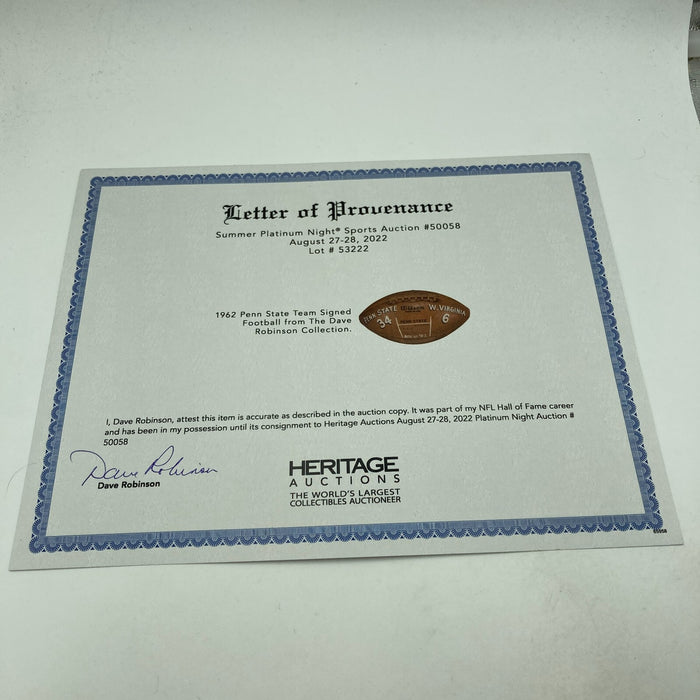 Letter of Provenance
Summer Platinum Night® Sports Auction #50058
August 27-28, 2022
Lot # 53222
1962 Penn State Team Signed
Football from The Dave
Robinson Collection.
PENN STATE W. VIRGINIA
34 6
I, Dave Robinson, attest this item is accurate as described in the auction copy. It was part of my NFL Hall of Fame career
and has been in my possession until its consignment to Heritage Auctions August 27-28, 2022 Platinum Night Auction #
50058
Dave Robinson
Dave Robinson
HERITAGE
AUCTIONS
THE WORLD'S LARGEST
COLLECTIBLES AUCTIONEER